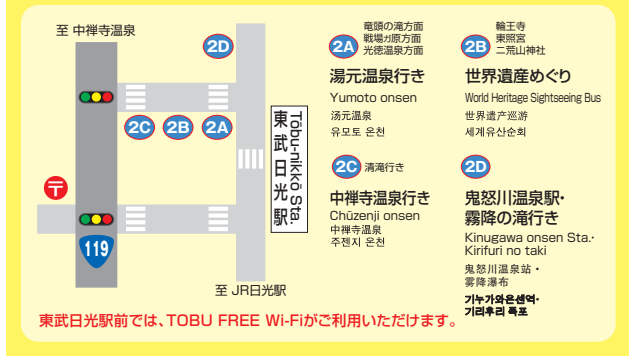 至 中禅寺温泉
2D
2C
2B
2A
東武日光駅
Tōbu-nikkō Sta.
〒
119
至 JR日光駅
2A
竜頭の滝方面
戦場ガ原方面
光徳温泉方面
湯元温泉行き
Yumoto onsen
汤元温泉
유모토 온천
2B
輪王寺
東照宮
二荒山神社
世界遺産めぐり
World Heritage Sightseeing Bus
世界遗产巡游
세계유산순회
2C
清滝行き
中禅寺温泉行き
Chūzenji onsen
中禅寺温泉
주젠지 온천
2D
鬼怒川温泉駅・
霧降の滝行き
Kinugawa onsen Sta.·
Kirifuri no taki
鬼怒川温泉站・
雾降瀑布
기누가와온센역·
기리후리 폭포
東武日光駅前では、TOBU FREE Wi-Fiがご利用いただけます。